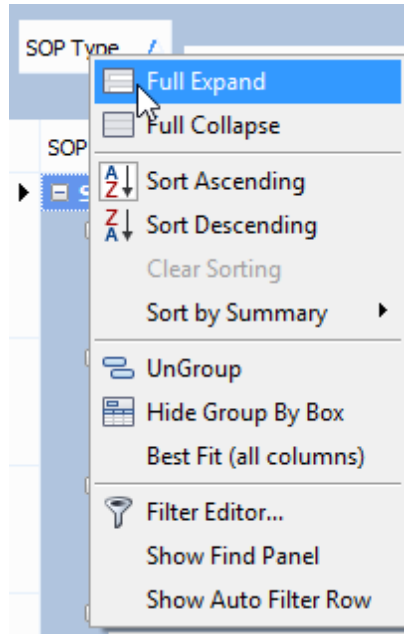 SOP Type
Full Expand
Full Collapse
SOP
Sort Ascending
Sort Descending
Clear Sorting
Sort by Summary
UnGroup
Hide Group By Box
Best Fit (all columns)
Filter Editor...
Show Find Panel
Show Auto Filter Row